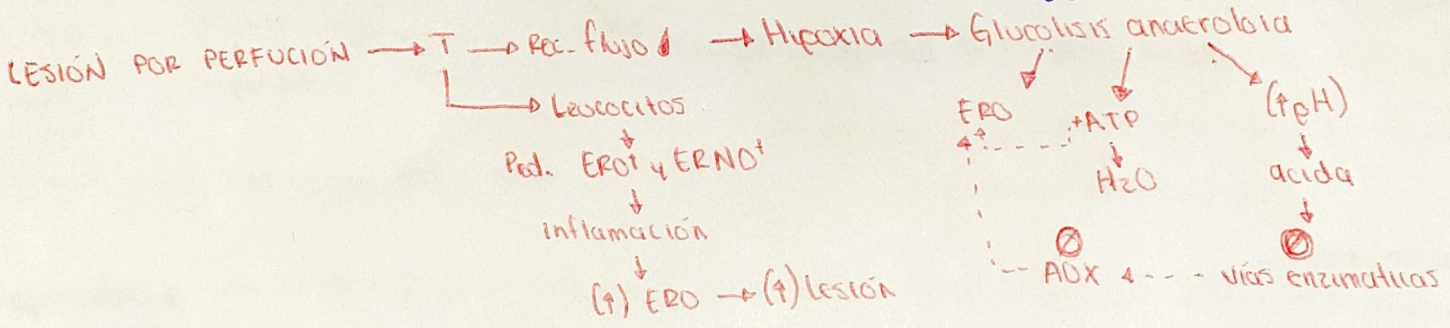 LESIÓN POR PERFUCIÓN → T → Rec. flujo → Hipoxia → Glucolisis anaerobia
→ Leucocitos
ERO +ATP (↑pH)
Pod. ERO↑ y ERNO↑
H2O acida
inflamación
AOX ← - - - vías enzimaticas
(↑) ERO → (↑) Lesión